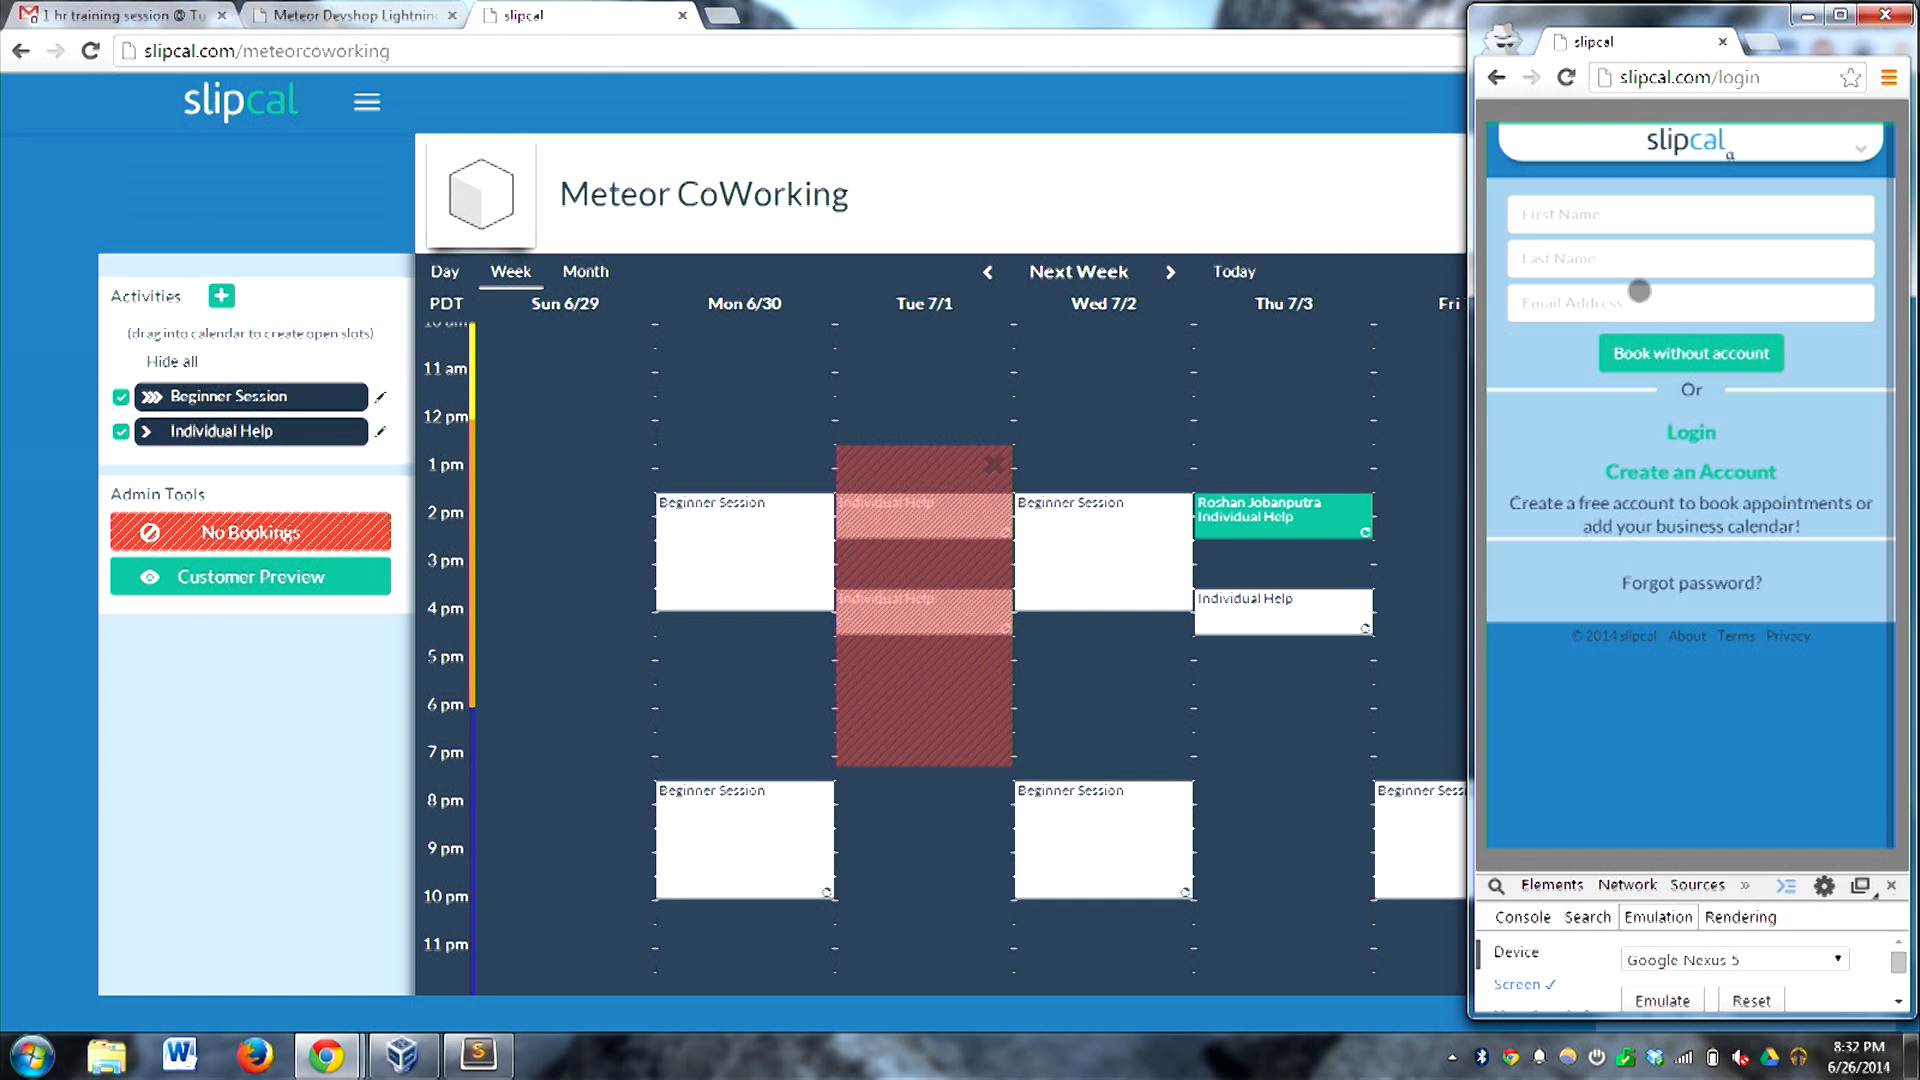 1 hr training session @ Tu
Meteor Devshop Lightnin
slipcal
slipcal.com/meteorcoworking
slipcal
Meteor CoWorking
Activities
(drag into calendar to create open slots)
Hide all
Beginner Session
Individual Help
Admin Tools
No Bookings
Customer Preview
Day Week Month Next Week Today
PDT Sun 6/29 Mon 6/30 Tue 7/1 Wed 7/2 Thu 7/3 Fri
10 am
11 am
12 pm
1 pm
2 pm
3 pm
4 pm
5 pm
6 pm
7 pm
8 pm
9 pm
10 pm
11 pm
Beginner Session Individual Help Beginner Session Roshan Jobanputra
Individual Help
Individual Help Individual Help
Beginner Session Beginner Session Beginner Sessi
slipcal
slipcal.com/login
slipcal
First Name
Last Name
Email Address
Book without account
Or
Login
Create an Account
Create a free account to book appointments or
add your business calendar!
Forgot password?
© 2014 slipcal About Terms Privacy
Elements Network Sources »
Console Search Emulation Rendering
Device Google Nexus 5
Screen ✓
Emulate Reset
8:32 PM
6/26/2014